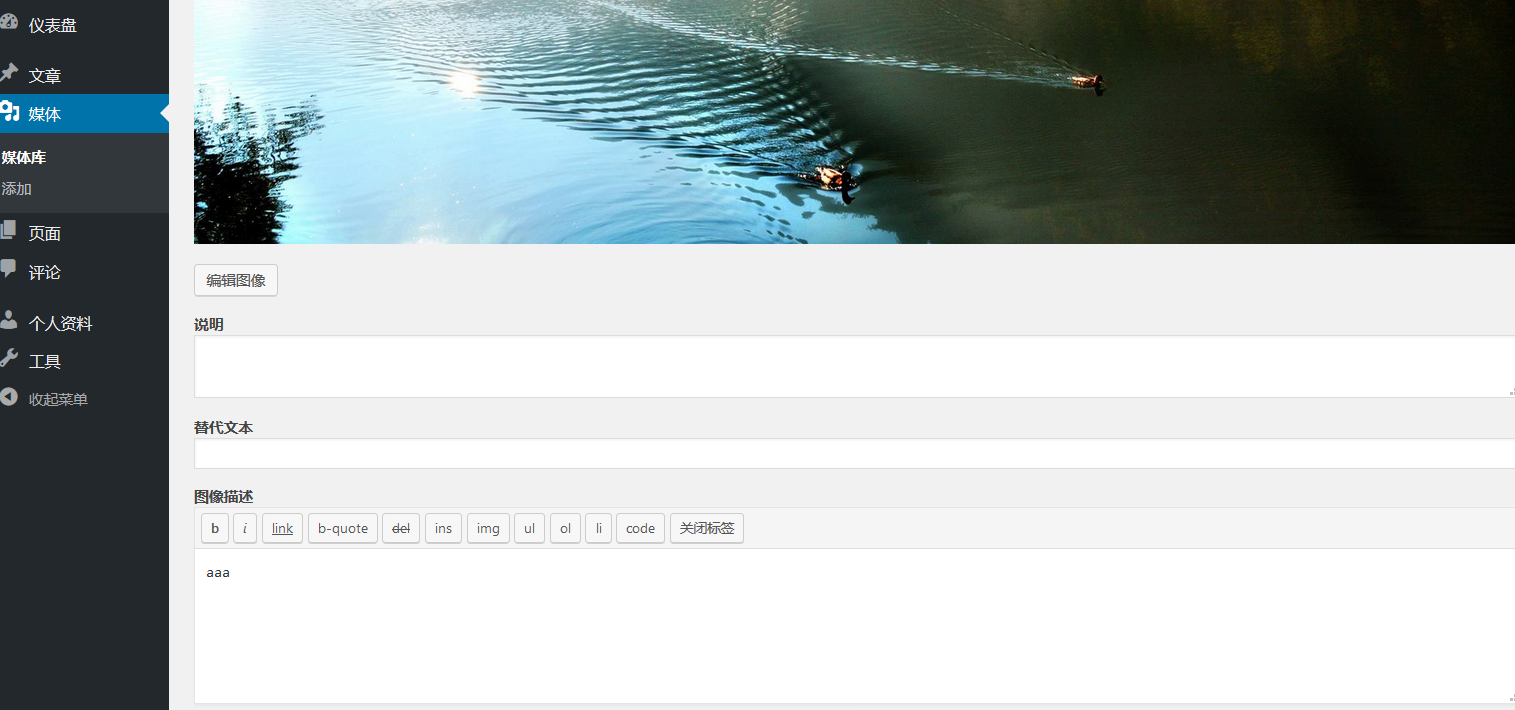 仪表盘
文章
媒体
媒体库
添加
页面
评论
个人资料
工具
收起菜单
编辑图像
说明
替代文本
图像描述
b i link b-quote del ins img ul ol li code 关闭标签
aaa